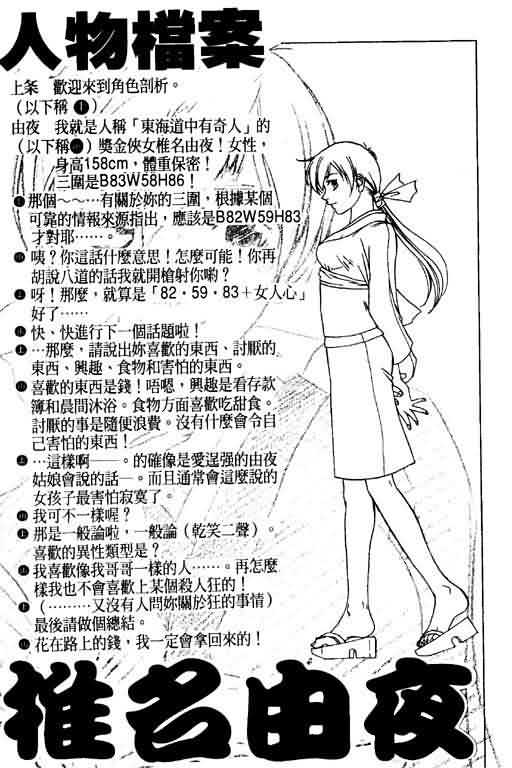 人物檔案
上条　歡迎來到角色剖析。
（以下稱上）
由夜　我就是人稱「東海道中有奇人」的
（以下稱由）獎金俠女椎名由夜！女性，
身高158cm，體重保密！
三圍是B83W58H86！
上 那個～～…有關於妳的三圍，根據某個
可靠的情報來源指出，應該是B82W59H83
才對耶……。
由 咦？你這話什麼意思！怎麼可能！你再
胡說八道的話我就開槍射你喲？
上 呀！那麼，就算是「82・59・83＋女人心」
好了……
由 快、快進行下一個話題啦！
上 …那麼，請說出妳喜歡的東西、討厭的
東西、興趣、食物和害怕的東西。
由 喜歡的東西是錢！唔嗯，興趣是看存款
簿和晨間沐浴。食物方面喜歡吃甜食。
討厭的事是隨便浪費。沒有什麼會令自
己害怕的東西！
上 …這樣啊——。的確像是愛逞强的由夜
姑娘會說的話—。而且通常會這麼說的
女孩子最害怕寂寞了。
由 我可不一樣喔？
上 那是一般論啦，一般論（乾笑二聲）。
喜歡的異性類型是？
由 我喜歡像我哥哥一樣的人……。再怎麼
樣我也不會喜歡上某個殺人狂的！
上 （………又沒有人問妳關於狂的事情）
最後請做個總結。
由 花在路上的錢，我一定會拿回來的！
椎名由夜